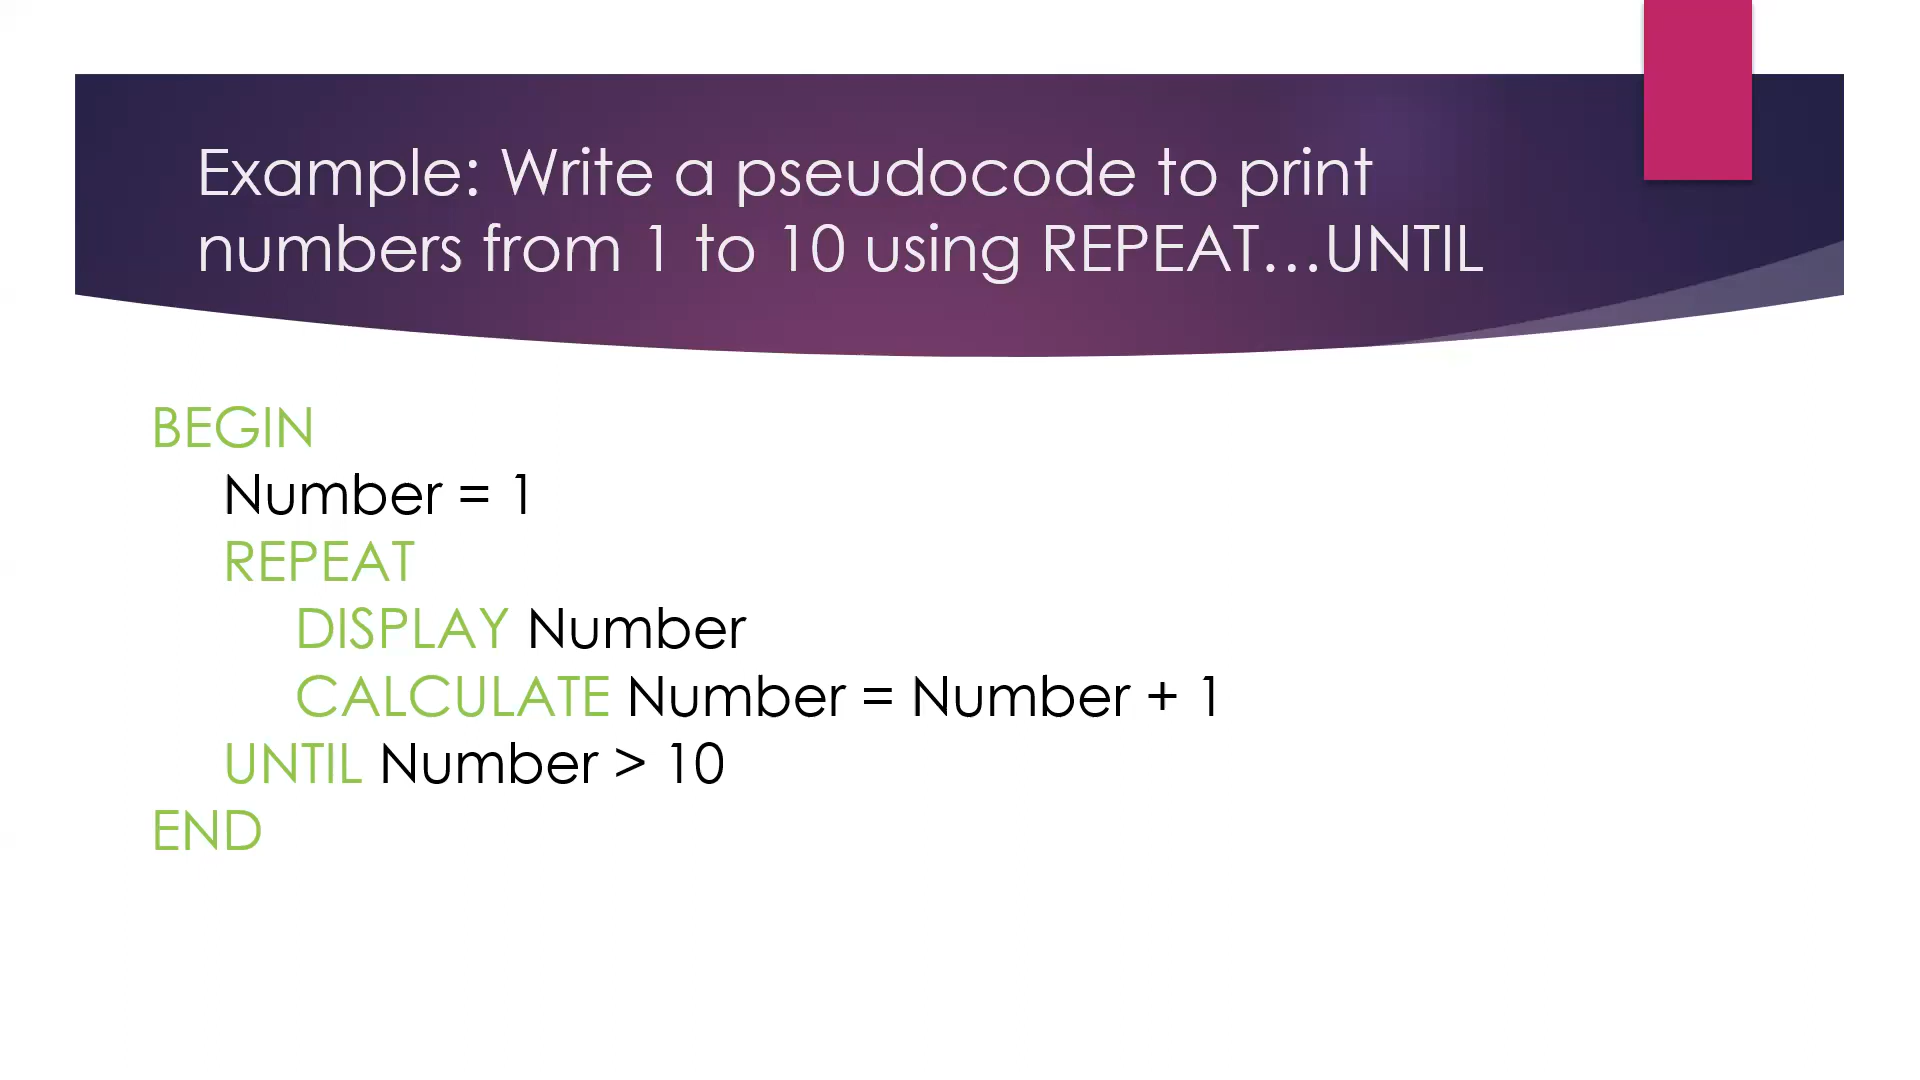 Example: Write a pseudocode to print
numbers from 1 to 10 using REPEAT…UNTIL
BEGIN
Number = 1
REPEAT
DISPLAY Number
CALCULATE Number = Number + 1
UNTIL Number > 10
END